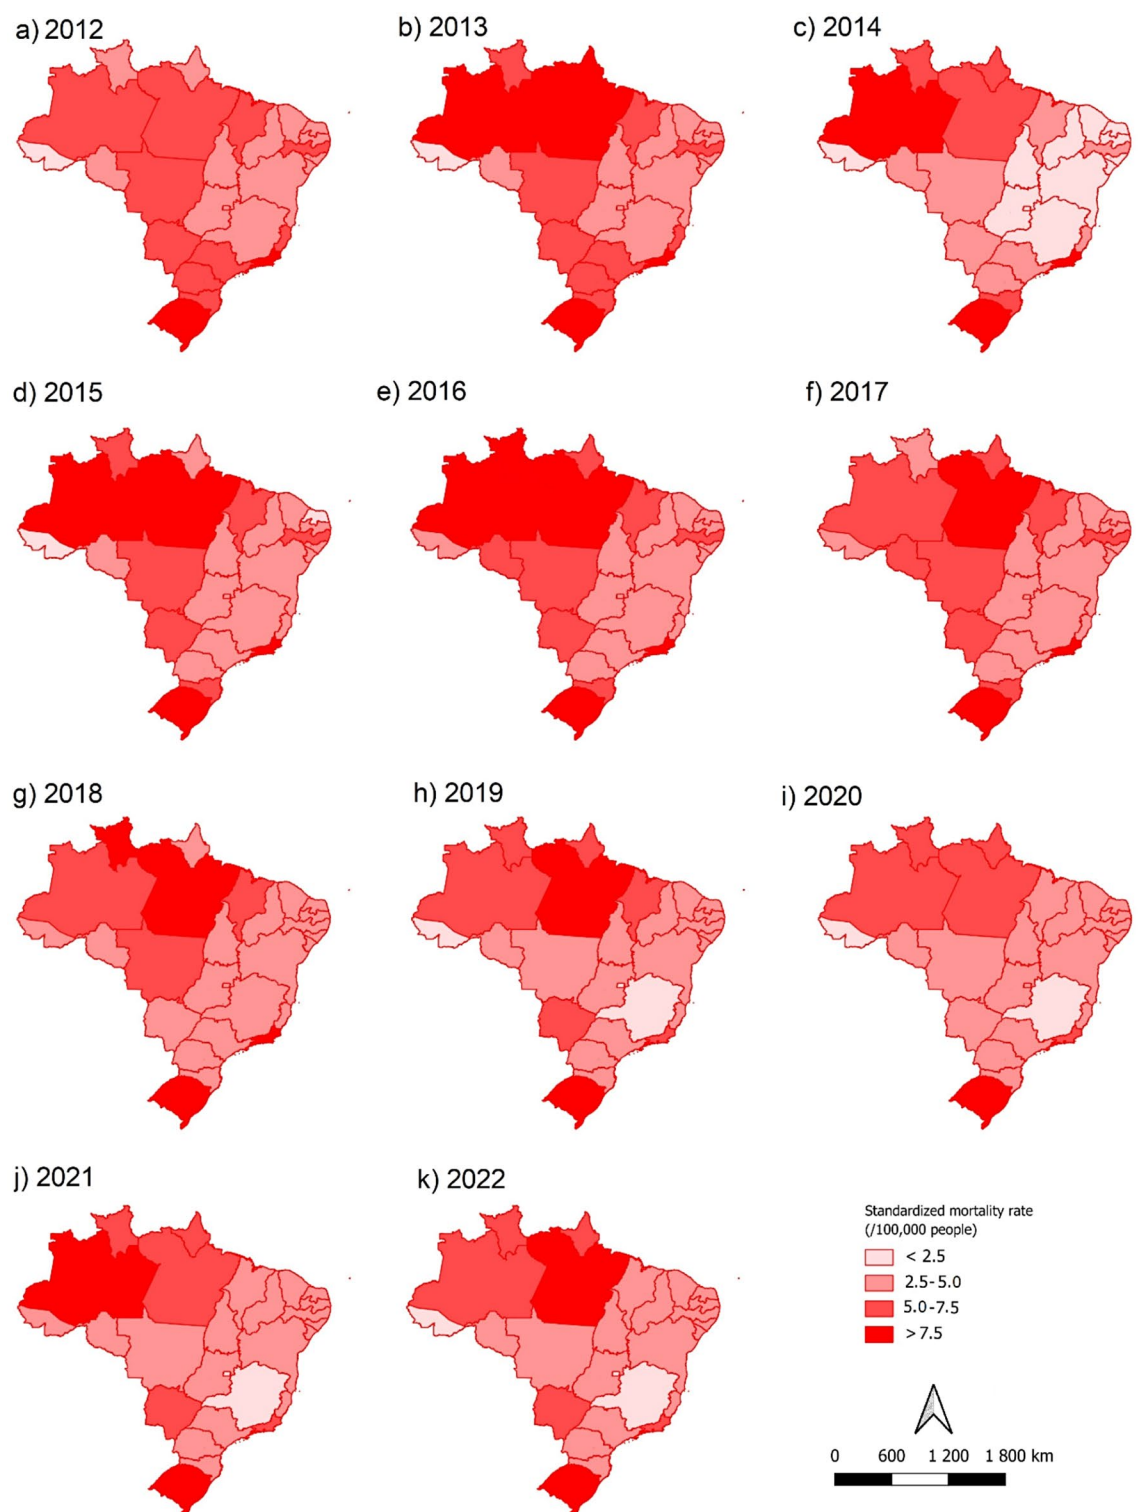 a) 2012
b) 2013
c) 2014
d) 2015
e) 2016
f) 2017
g) 2018
h) 2019
i) 2020
j) 2021
k) 2022
Standardized mortality rate
(/100,000 people)
< 2.5
2.5-5.0
5.0-7.5
>7.5
0 600 1 200 1 800 km